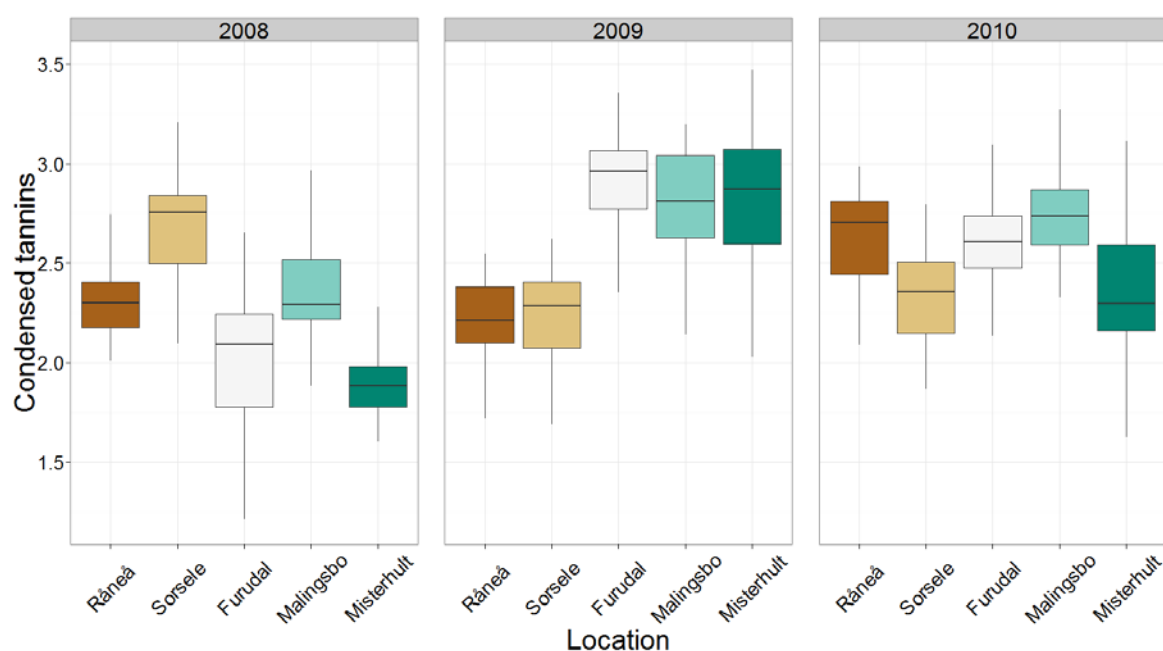 2008 2009 2010
3.5
3.0
2.5
2.0
1.5
Condensed tannins
Råneå Sorsele Furudal Malingsbo Misterhult Råneå Sorsele Furudal Malingsbo Misterhult Råneå Sorsele Furudal Malingsbo Misterhult
Location